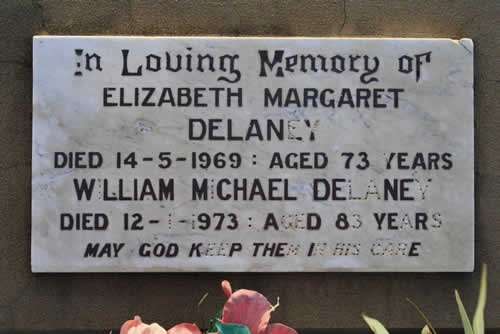 In Loving Memory of
ELIZABETH MARGARET
DELANEY
DIED 14-5-1969 : AGED 73 YEARS
WILLIAM MICHAEL DELANEY
DIED 12-1-1973 : AGED 83 YEARS
MAY GOD KEEP THEM IN HIS CARE